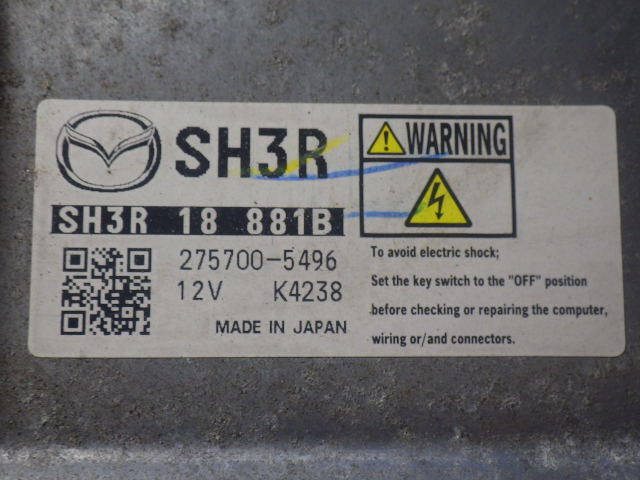 SH3R
SH3R 18 881B
275700-5496
12V K4238
MADE IN JAPAN
WARNING
To avoid electric shock;
Set the key switch to the "OFF" position
before checking or repairing the computer,
wiring or/and connectors.